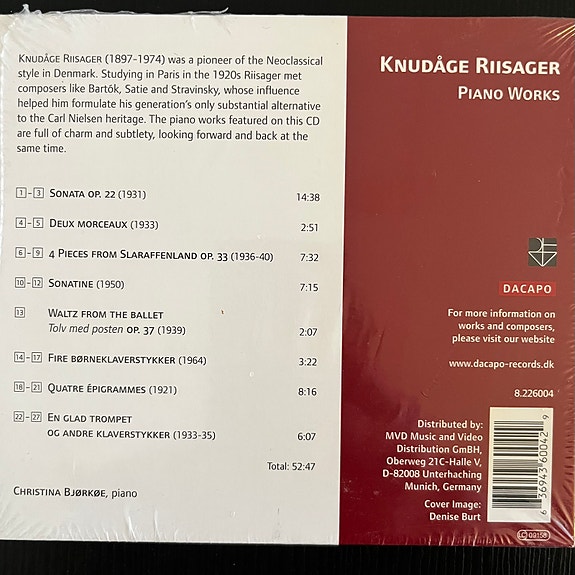 KNUDÅGE RIISAGER (1897-1974) was a pioneer of the Neoclassical
style in Denmark. Studying in Paris in the 1920s Riisager met
composers like Bartók, Satie and Stravinsky, whose influence
helped him formulate his generation's only substantial alternative
to the Carl Nielsen heritage. The piano works featured on this CD
are full of charm and subtlety, looking forward and back at the
same time.
1-3 SONATA OP. 22 (1931) 14:38
4-5 DEUX MORCEAUX (1933) 2:51
6-9 4 PIECES FROM SLARAFFENLAND OP. 33 (1936-40) 7:32
10-12 SONATINE (1950) 7:15
13 WALTZ FROM THE BALLET
Tolv med posten OP. 37 (1939) 2:07
14-17 FIRE BØRNEKLAVERSTYKKER (1964) 3:22
18-21 QUATRE ÉPIGRAMMES (1921) 8:16
22-27 EN GLAD TROMPET
OG ANDRE KLAVERSTYKKER (1933-35) 6:07
Total: 52:47
CHRISTINA BJØRKØE, piano
KNUDÅGE RIISAGER
PIANO WORKS
DACAPO
For more information on
works and composers,
please visit our website
www.dacapo-records.dk
8.226004
Distributed by:
MVD Music and Video
Distribution GmBH,
Oberweg 21C-Halle V,
D-82008 Unterhaching
Munich, Germany
Cover Image:
Denise Burt
6 36943 60042 9
LC 09158